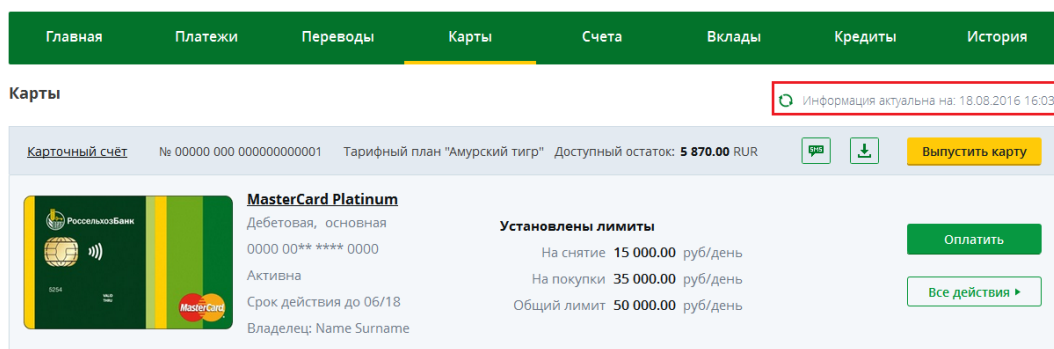 Главная Платежи Переводы Карты Счета Вклады Кредиты История
Карты
Информация актуальна на: 18.08.2016 16:03
Карточный счёт № 00000 000 000000000001 Тарифный план "Амурский тигр" Доступный остаток: 5 870.00 RUR SMS Выпустить карту
РоссельхозБанк
5254
VALID
THRU
MasterCard
MasterCard Platinum
Дебетовая, основная
0000 00** **** 0000
Активна
Срок действия до 06/18
Владелец: Name Surname
Установлены лимиты
На снятие 15 000.00 руб/день
На покупки 35 000.00 руб/день
Общий лимит 50 000.00 руб/день
Оплатить
Все действия